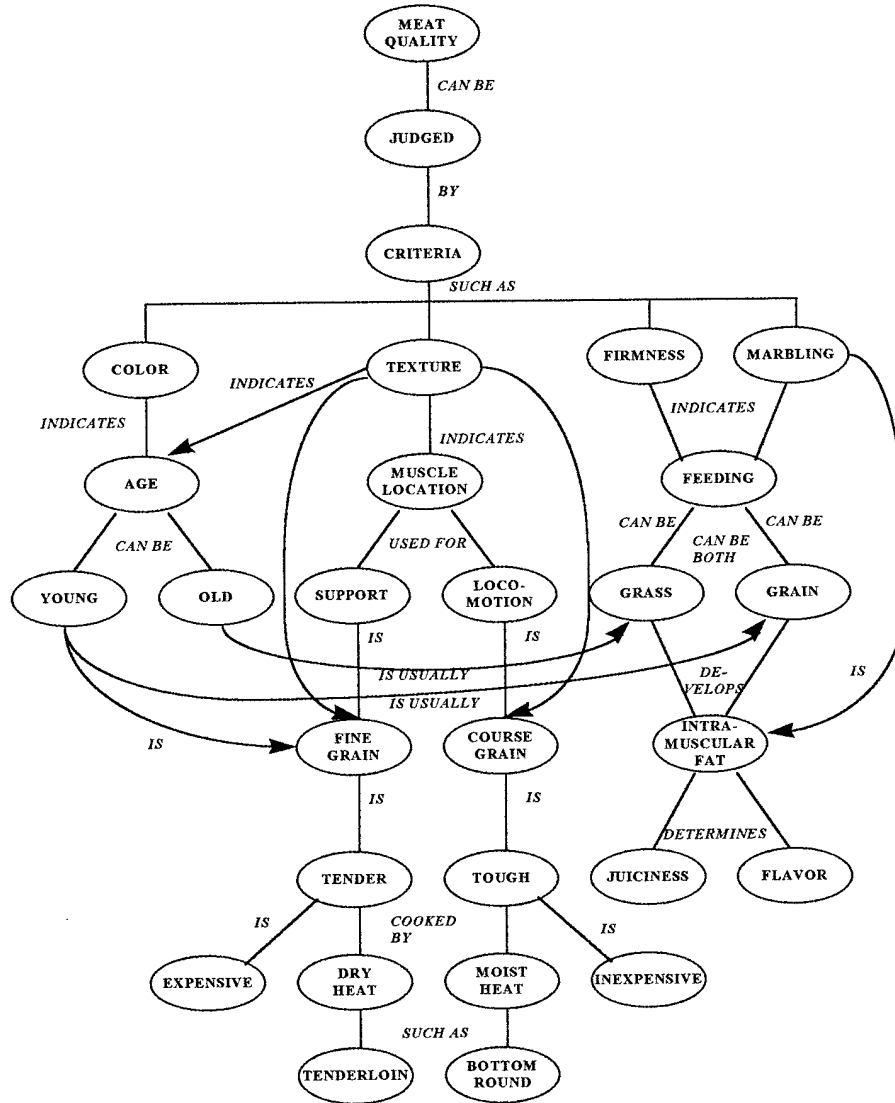 MEAT
QUALITY
CAN BE
JUDGED
BY
CRITERIA
SUCH AS
COLOR
TEXTURE
FIRMNESS
MARBLING
INDICATES
INDICATES
INDICATES
INDICATES
AGE
MUSCLE
LOCATION
FEEDING
CAN BE
USED FOR
CAN BE
CAN BE
BOTH
CAN BE
YOUNG
OLD
SUPPORT
LOCO-
MOTION
GRASS
GRAIN
IS
IS
IS USUALLY
IS USUALLY
DE-
VELOPS
IS
IS
FINE
GRAIN
COURSE
GRAIN
INTRA-
MUSCULAR
FAT
IS
IS
DETERMINES
TENDER
TOUGH
JUICINESS
FLAVOR
IS
COOKED
BY
IS
EXPENSIVE
DRY
HEAT
MOIST
HEAT
INEXPENSIVE
SUCH AS
TENDERLOIN
BOTTOM
ROUND